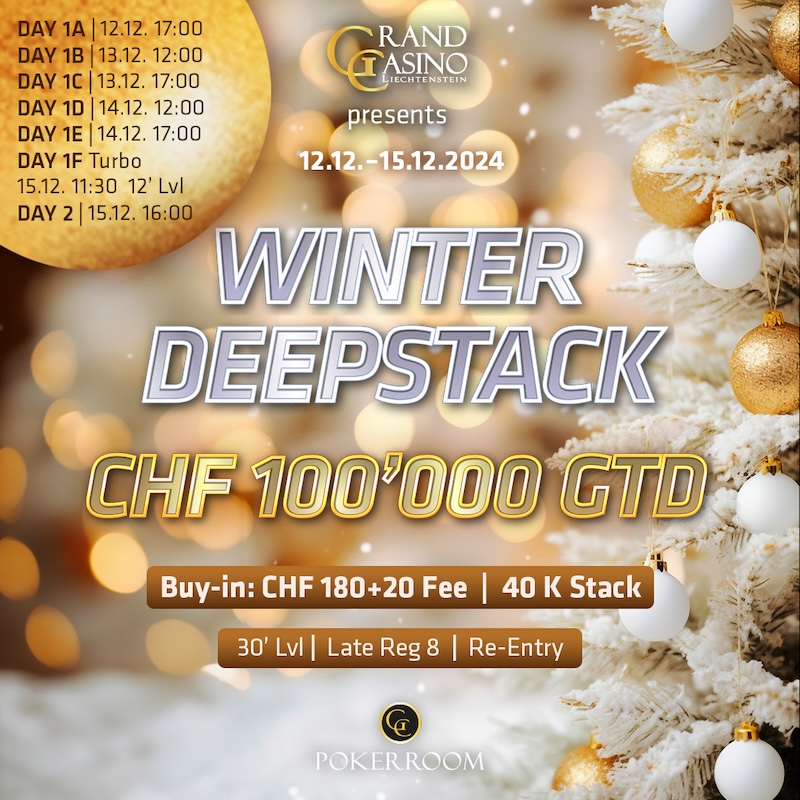 DAY 1A | 12.12. 17:00
DAY 1B | 13.12. 12:00
DAY 1C | 13.12. 17:00
DAY 1D | 14.12. 12:00
DAY 1E | 14.12. 17:00
DAY 1F Turbo
15.12. 11:30 12' Lvl
DAY 2 | 15.12. 16:00
GRAND
CASINO
LIECHTENSTEIN
presents
12.12.–15.12.2024
WINTER
DEEPSTACK
CHF 100'000 GTD
Buy-in: CHF 180+20 Fee | 40 K Stack
30' Lvl | Late Reg 8 | Re-Entry
GC
POKERROOM